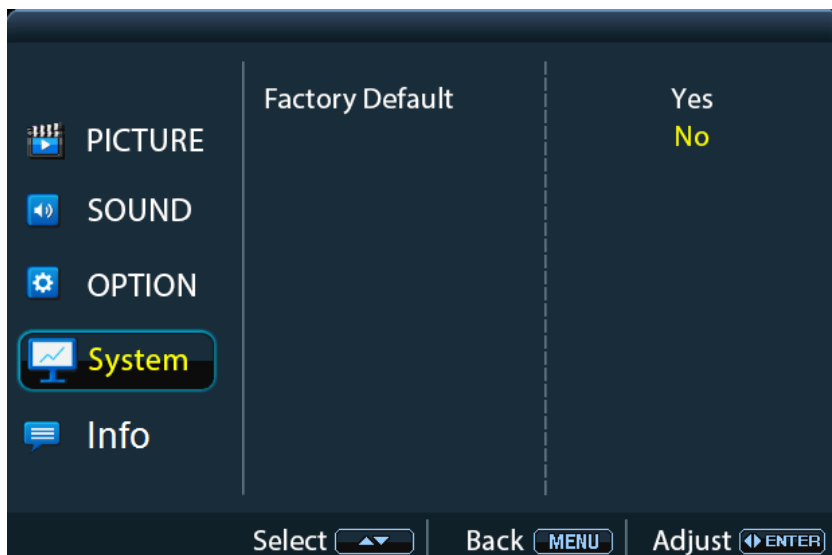 Factory Default Yes
No
PICTURE
SOUND
OPTION
System
Info
Select Back MENU Adjust ENTER